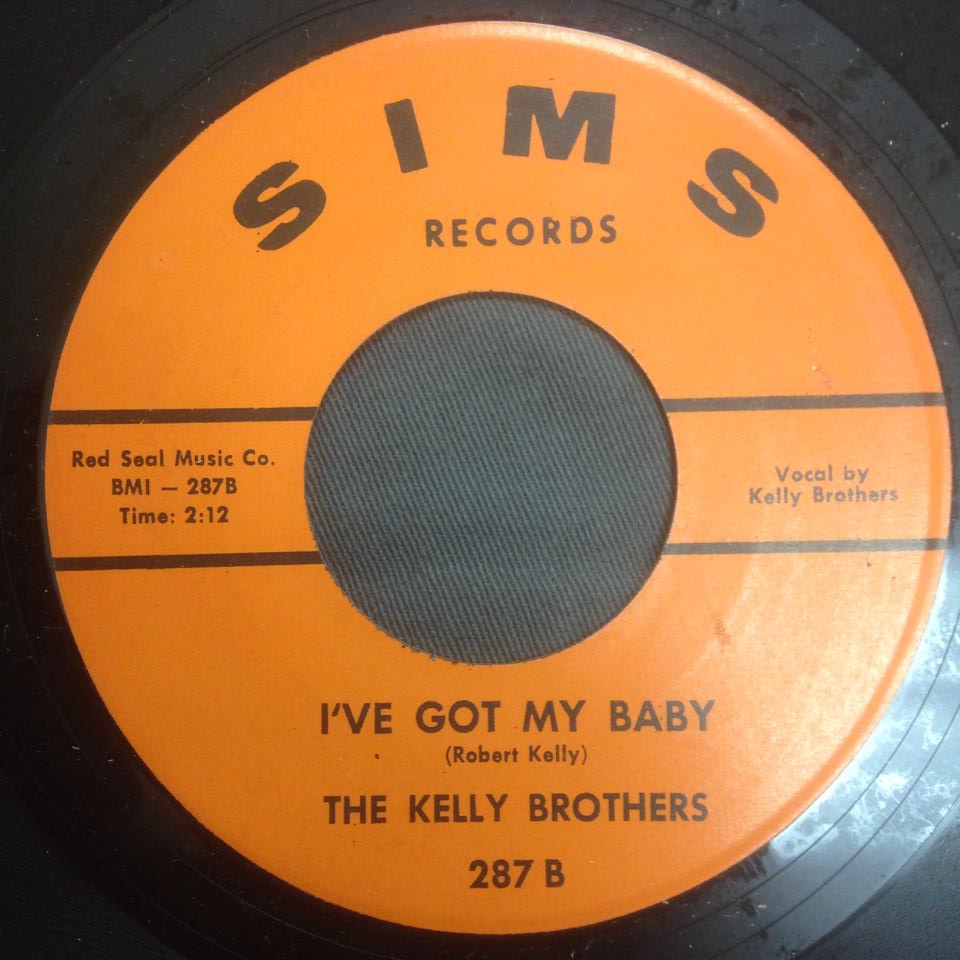 SIMS
RECORDS
Red Seal Music Co.
BMI — 287B
Time: 2:12
Vocal by
Kelly Brothers
I'VE GOT MY BABY
(Robert Kelly)
THE KELLY BROTHERS
287 B